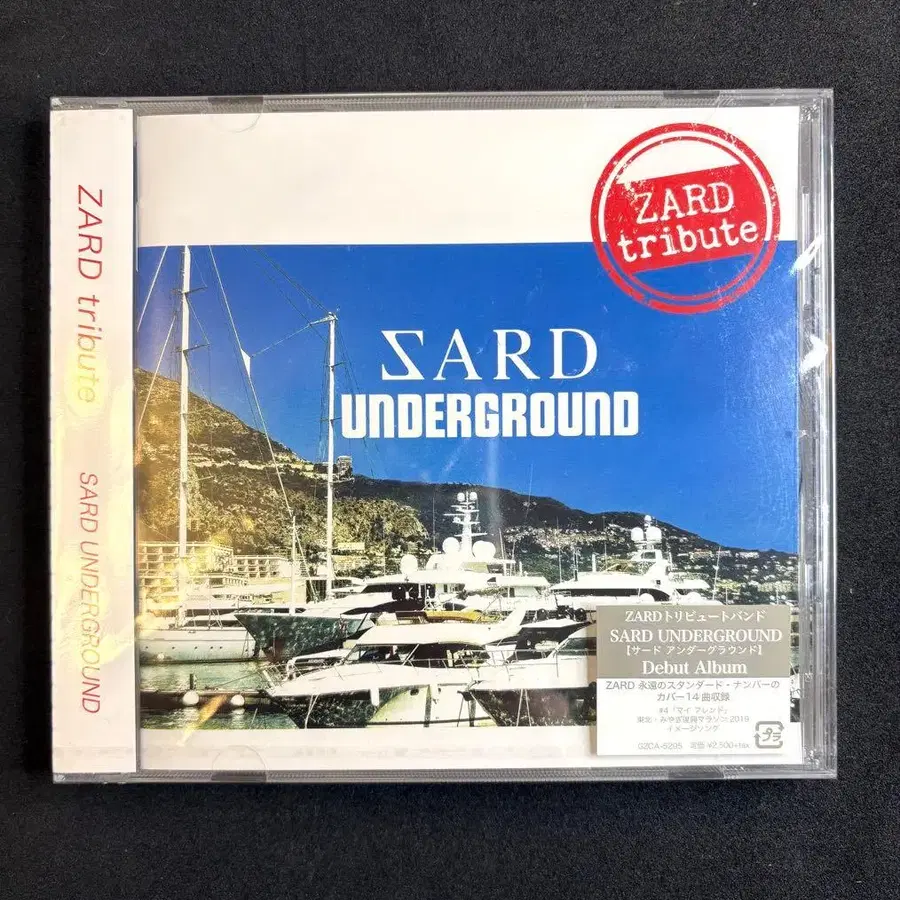 ZARD tribute
SARD UNDERGROUND
ZARD
tribute
SARD
UNDERGROUND
ZARDトリビュートバンド
SARD UNDERGROUND
【サード アンダーグラウンド】
Debut Album
ZARD 永遠のスタンダード・ナンバーの
カバー14曲収録
#4「マイ フレンド」
東北・みやぎ復興マラソン2019
イメージソング
GZCA-5295 定価 ¥2,500+tax
プラ